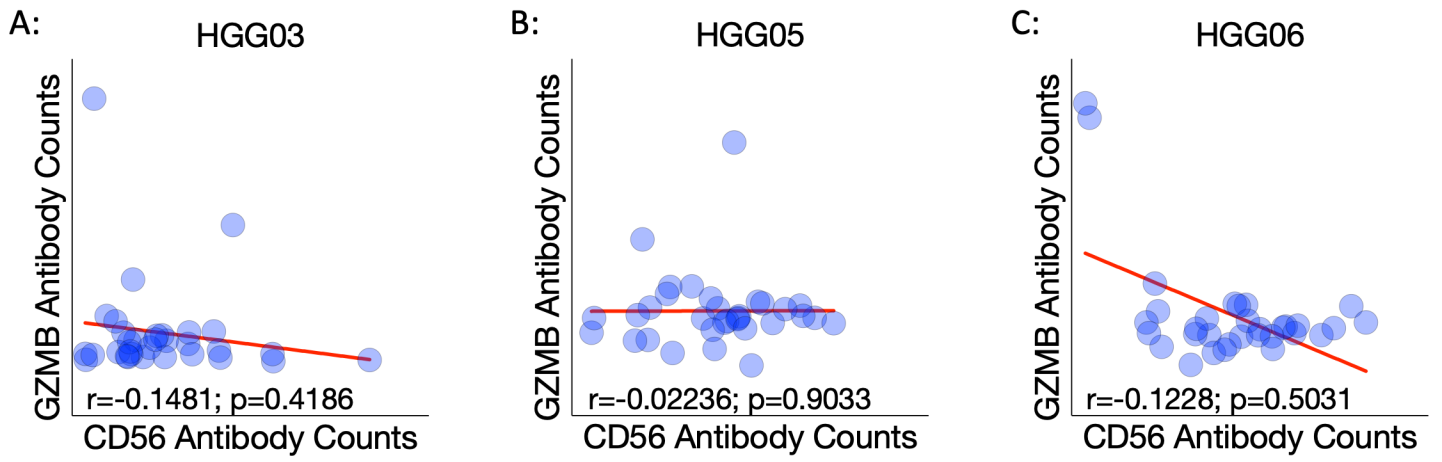 A:
HGG03
GZMB Antibody Counts
r=-0.1481; p=0.4186
CD56 Antibody Counts
B:
HGG05
GZMB Antibody Counts
r=-0.02236; p=0.9033
CD56 Antibody Counts
C:
HGG06
GZMB Antibody Counts
r=-0.1228; p=0.5031
CD56 Antibody Counts